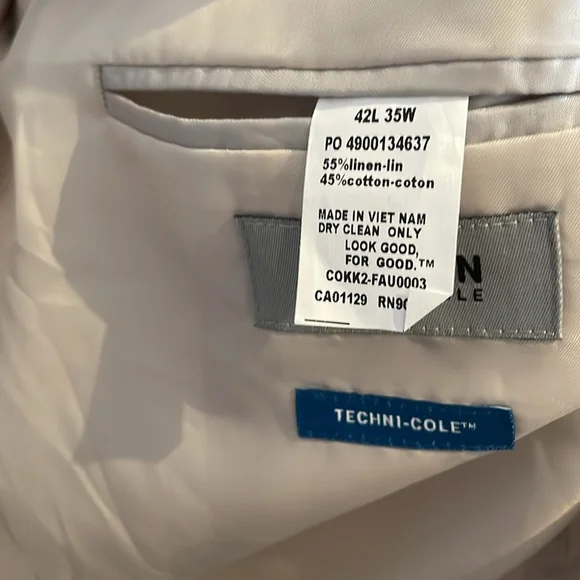 42L 35W
PO 4900134637
55%linen-lin
45%cotton-coton
MADE IN VIET NAM
DRY CLEAN ONLY
LOOK GOOD,
FOR GOOD.™
COKK2-FAU0003
CA01129
TECHNI-COLE™